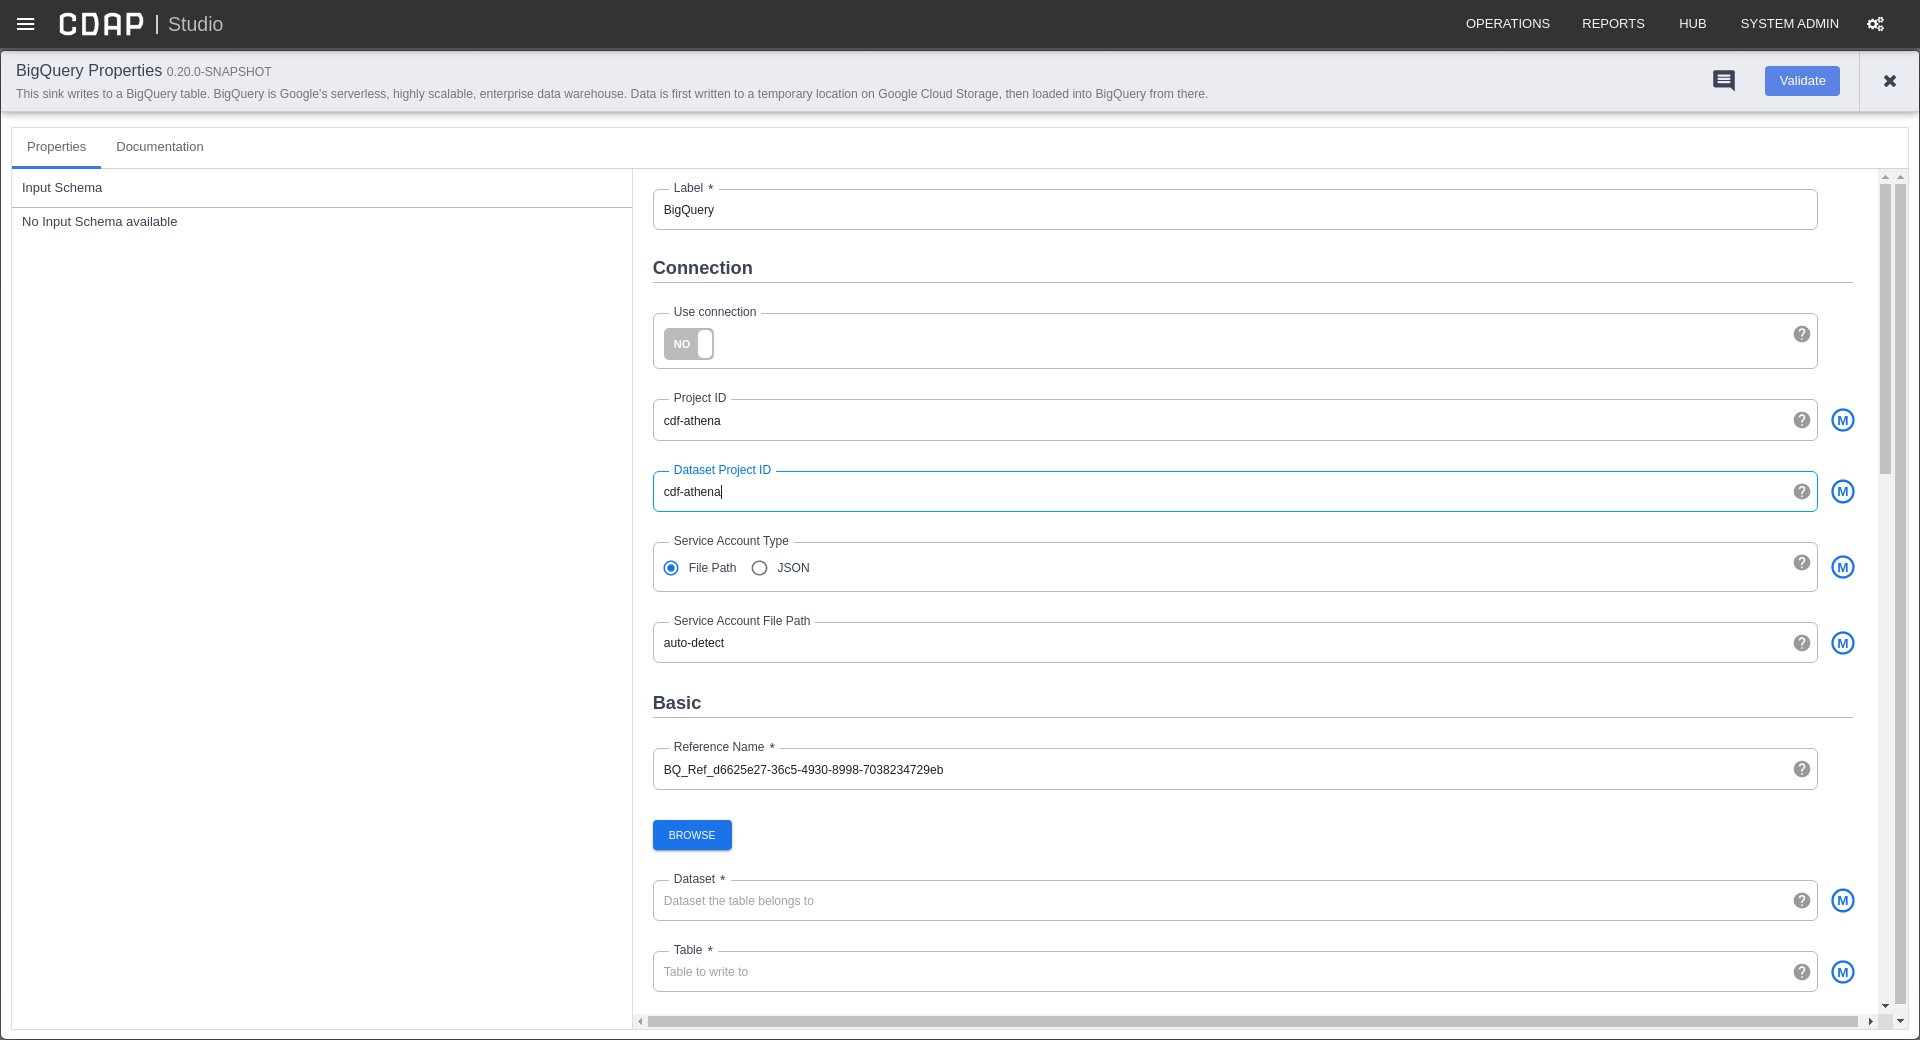 CDAP | Studio
OPERATIONS REPORTS HUB SYSTEM ADMIN
BigQuery Properties 0.20.0-SNAPSHOT
This sink writes to a BigQuery table. BigQuery is Google's serverless, highly scalable, enterprise data warehouse. Data is first written to a temporary location on Google Cloud Storage, then loaded into BigQuery from there.
Validate
Properties Documentation
Input Schema
No Input Schema available
Label *
BigQuery
Connection
Use connection
NO
?
Project ID
cdf-athena
? M
Dataset Project ID
cdf-athena
? M
Service Account Type
File Path JSON
? M
Service Account File Path
auto-detect
? M
Basic
Reference Name *
BQ_Ref_d6625e27-36c5-4930-8998-7038234729eb
?
BROWSE
Dataset *
Dataset the table belongs to
? M
Table *
Table to write to
? M